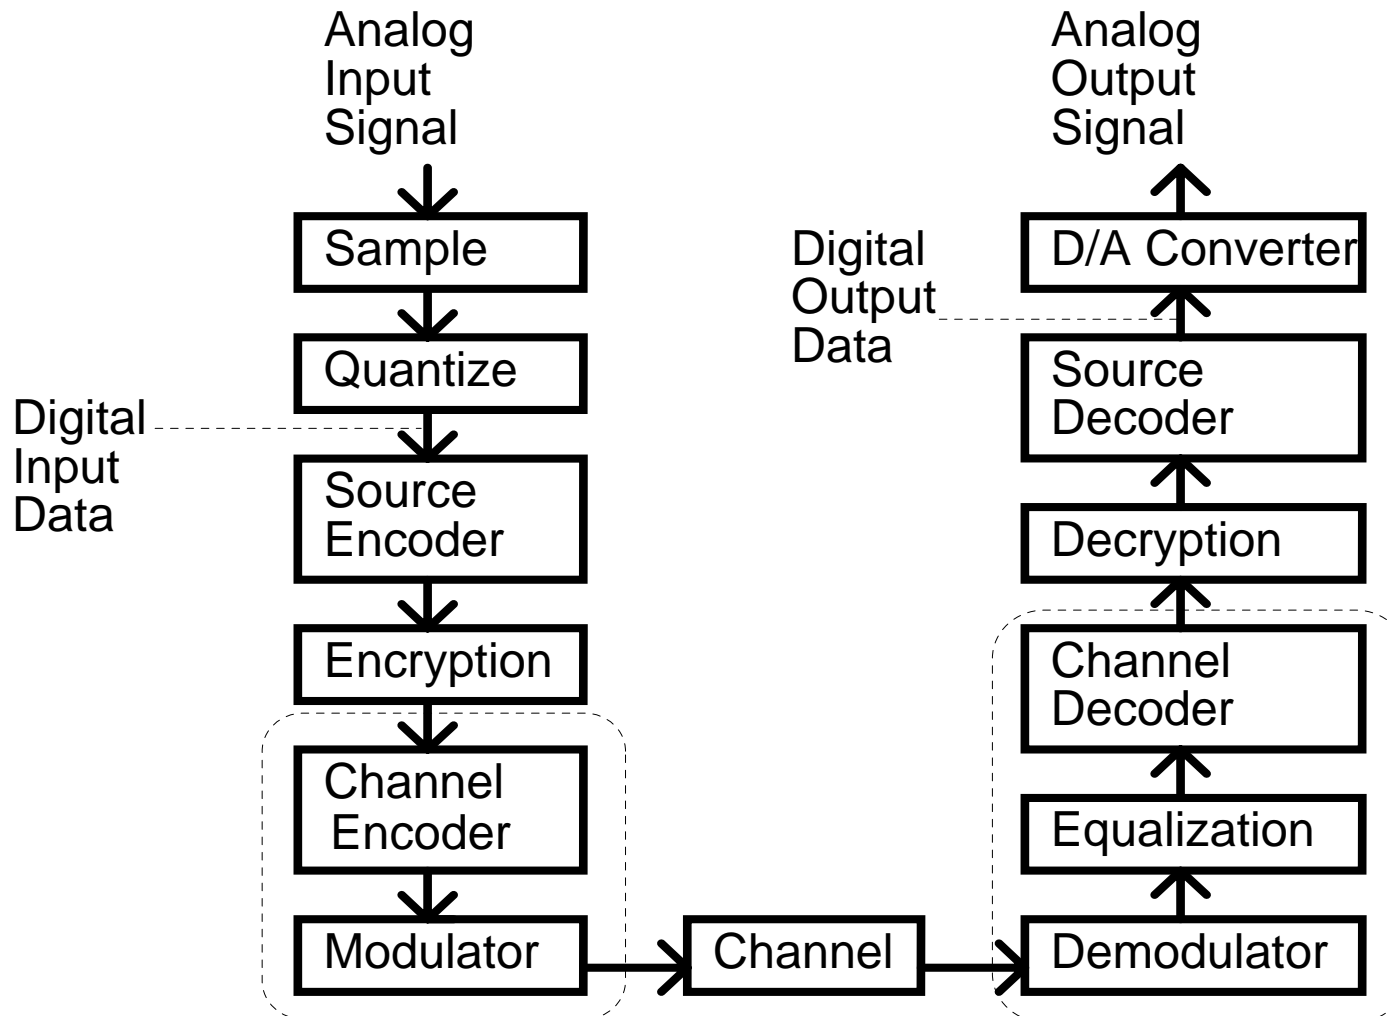 Analog
Input
Signal
Sample
Quantize
Digital
Input
Data
Source
Encoder
Encryption
Channel
Encoder
Modulator
Channel
Analog
Output
Signal
D/A Converter
Digital
Output
Data
Source
Decoder
Decryption
Channel
Decoder
Equalization
Demodulator